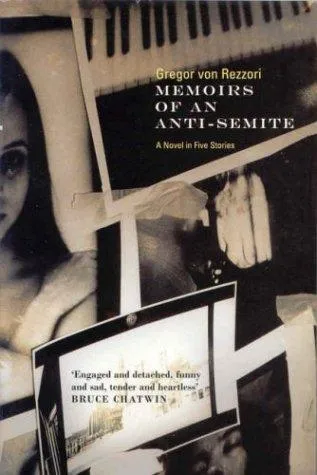 Gregor von Rezzori
MEMOIRS
OF AN
ANTI-SEMITE
A Novel in Five Stories
'Engaged and detached, funny
and sad, tender and heartless'
BRUCE CHATWIN